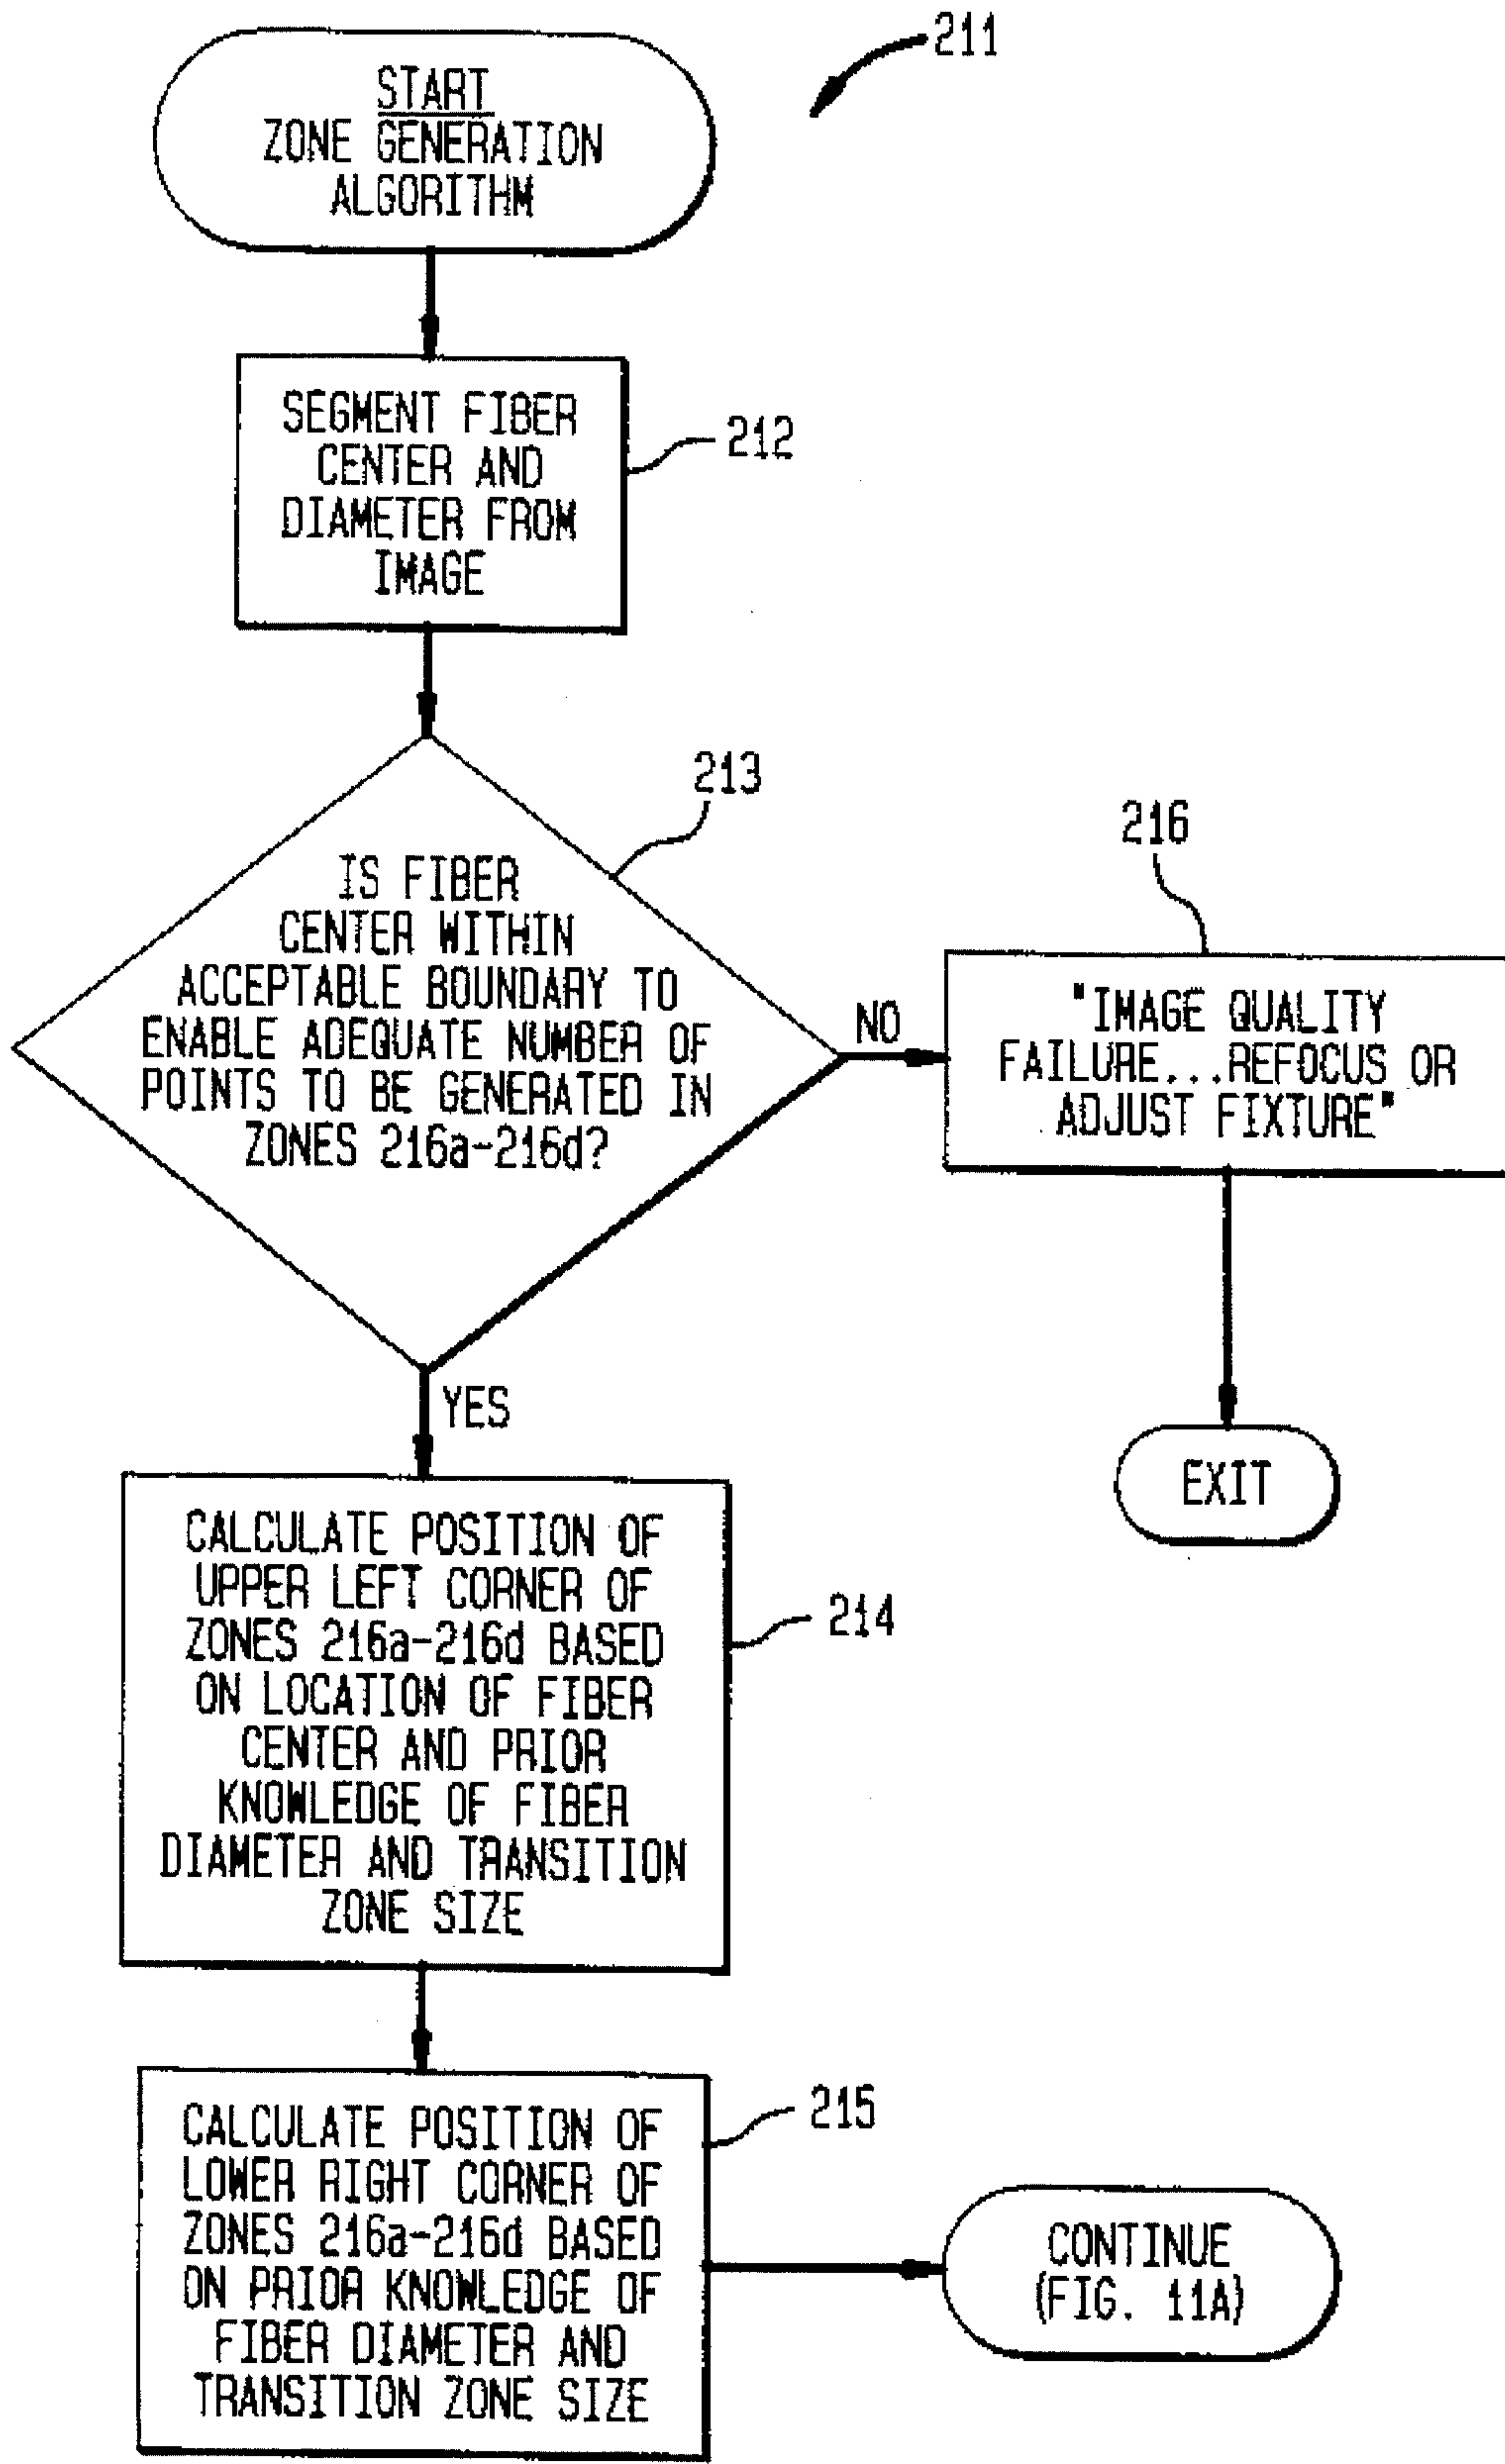 211
START
ZONE GENERATION
ALGORITHM
SEGMENT FIBER
CENTER AND
DIAMETER FROM
IMAGE
212
213
IS FIBER
CENTER WITHIN
ACCEPTABLE BOUNDARY TO
ENABLE ADEQUATE NUMBER OF
POINTS TO BE GENERATED IN
ZONES 216a-216d?
NO
216
"IMAGE QUALITY
FAILURE...REFOCUS OR
ADJUST FIXTURE"
EXIT
YES
CALCULATE POSITION OF
UPPER LEFT CORNER OF
ZONES 216a-216d BASED
ON LOCATION OF FIBER
CENTER AND PRIOR
KNOWLEDGE OF FIBER
DIAMETER AND TRANSITION
ZONE SIZE
214
CALCULATE POSITION OF
LOWER RIGHT CORNER OF
ZONES 216a-216d BASED
ON PRIOR KNOWLEDGE OF
FIBER DIAMETER AND
TRANSITION ZONE SIZE
215
CONTINUE
(FIG. 11A)